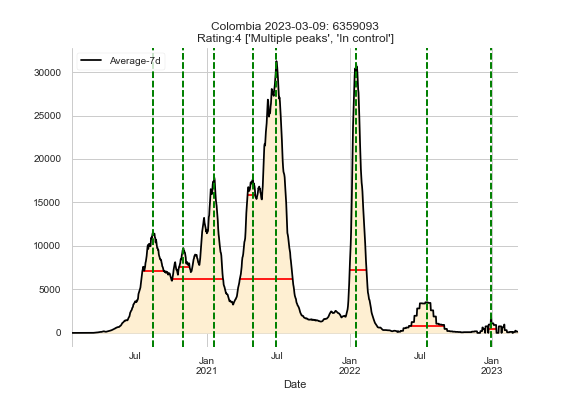 Colombia 2023-03-09: 6359093
Rating:4 ['Multiple peaks', 'In control']
Average-7d
30000
25000
20000
15000
10000
5000
0
Jul
Jan
2021
Jul
Jan
2022
Jul
Jan
2023
Date